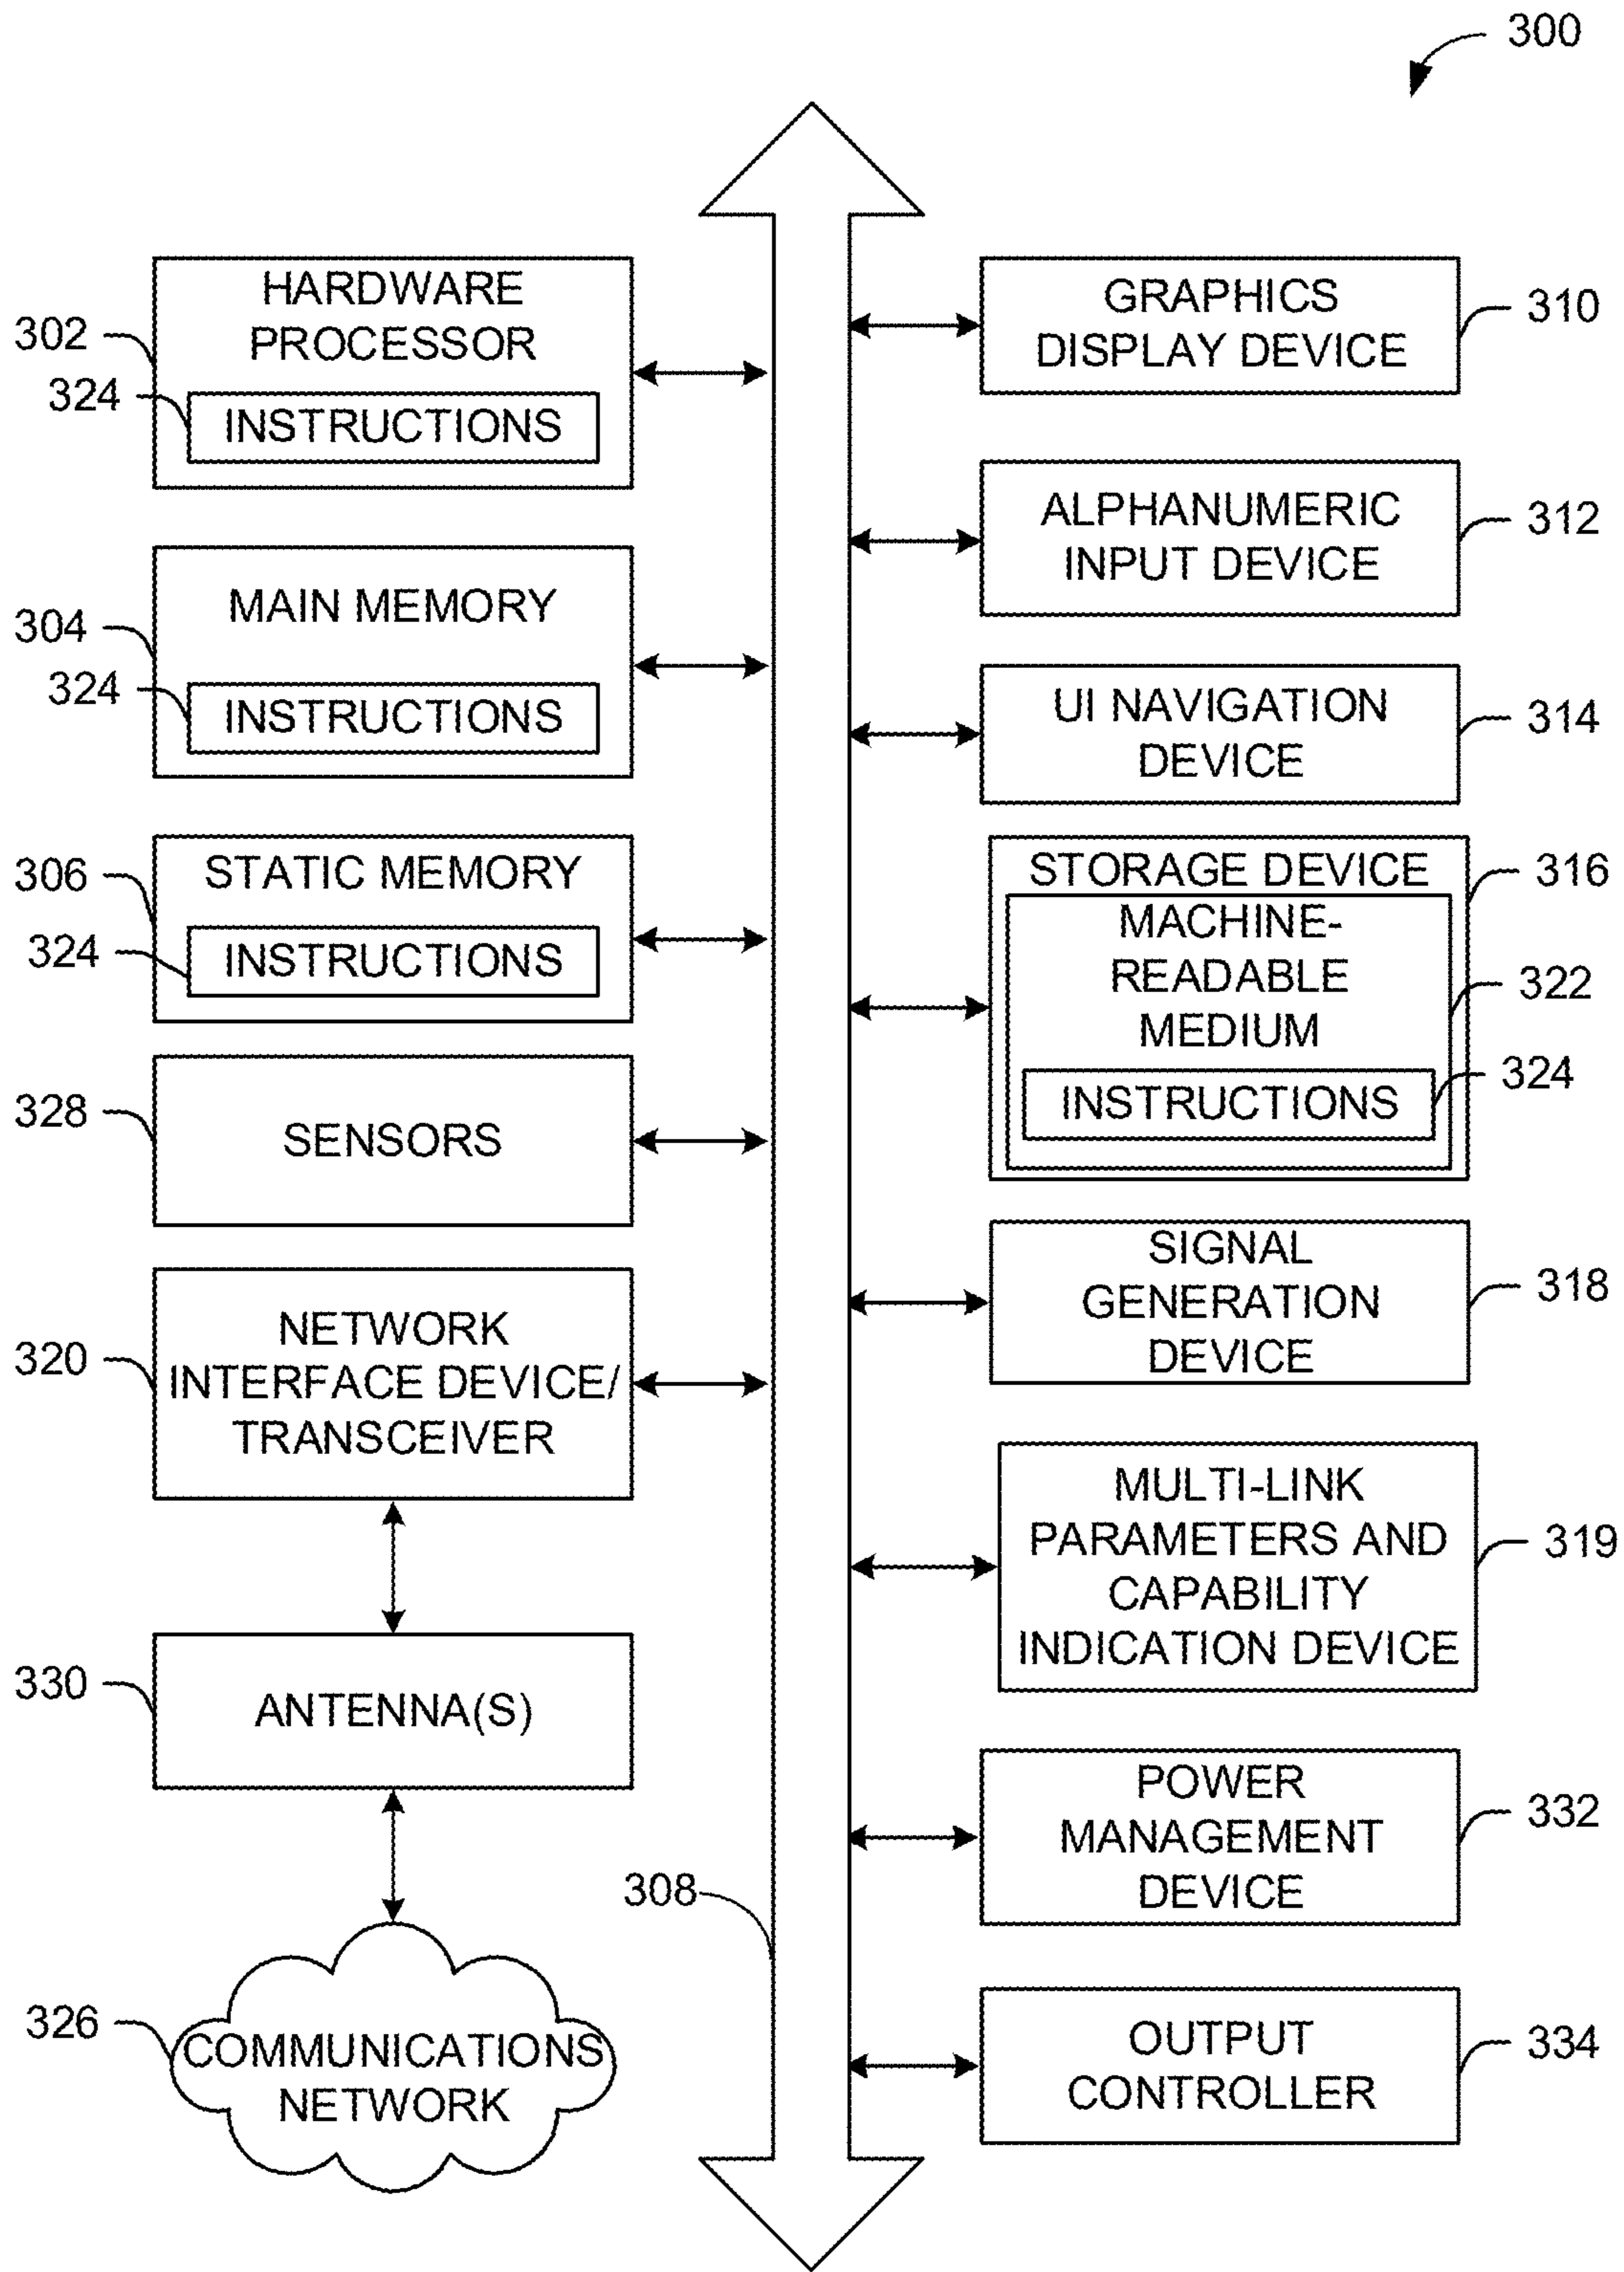 300
HARDWARE
PROCESSOR
302
324
INSTRUCTIONS
MAIN MEMORY
304
324
INSTRUCTIONS
STATIC MEMORY
306
324
INSTRUCTIONS
328
SENSORS
NETWORK
320
INTERFACE DEVICE/
TRANSCEIVER
330
ANTENNA(S)
308
326
COMMUNICATIONS
NETWORK
GRAPHICS
DISPLAY DEVICE
310
ALPHANUMERIC
INPUT DEVICE
312
UI NAVIGATION
DEVICE
314
STORAGE DEVICE
316
MACHINE-
READABLE
MEDIUM
322
INSTRUCTIONS
324
SIGNAL
GENERATION
DEVICE
318
MULTI-LINK
PARAMETERS AND
CAPABILITY
INDICATION DEVICE
319
POWER
MANAGEMENT
DEVICE
332
OUTPUT
CONTROLLER
334